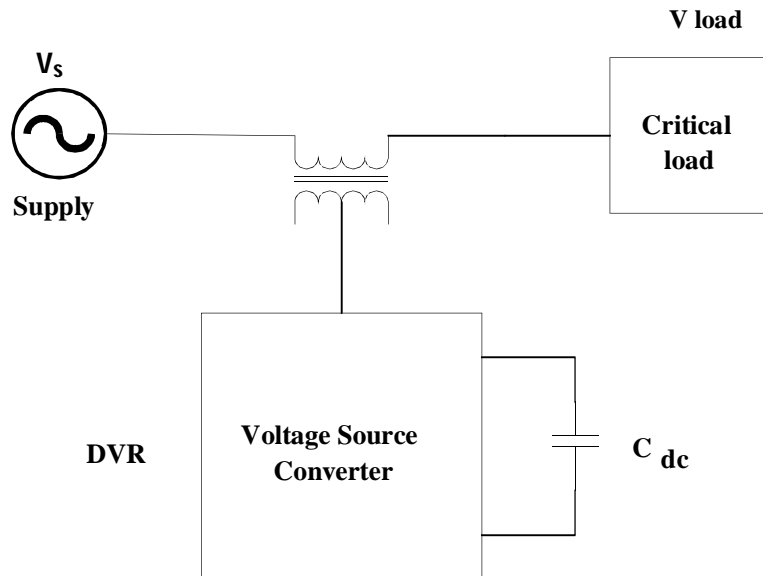 V load
Vs
Critical
load
Supply
Voltage Source
Converter
DVR
C dc